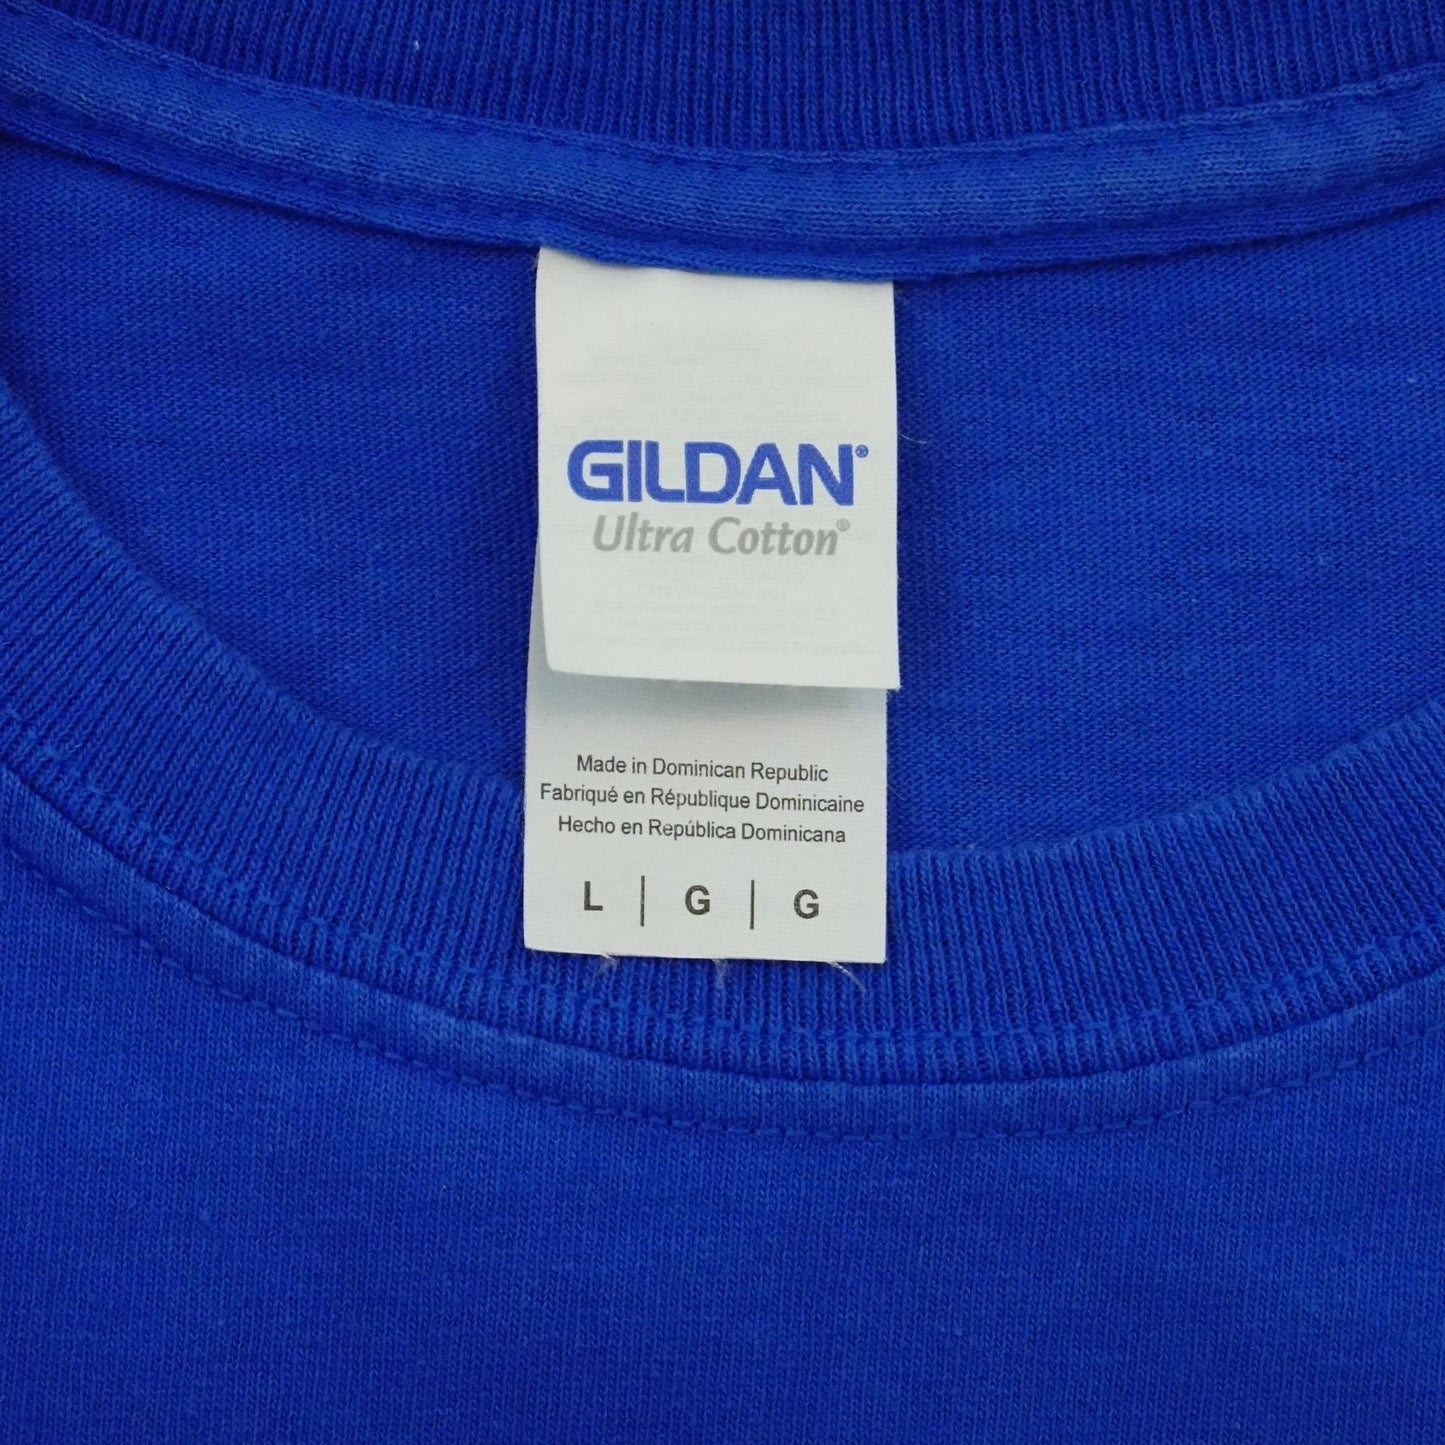 GILDAN®
Ultra Cotton®
Made in Dominican Republic
Fabriqué en République Dominicaine
Hecho en República Dominicana
L | G | G